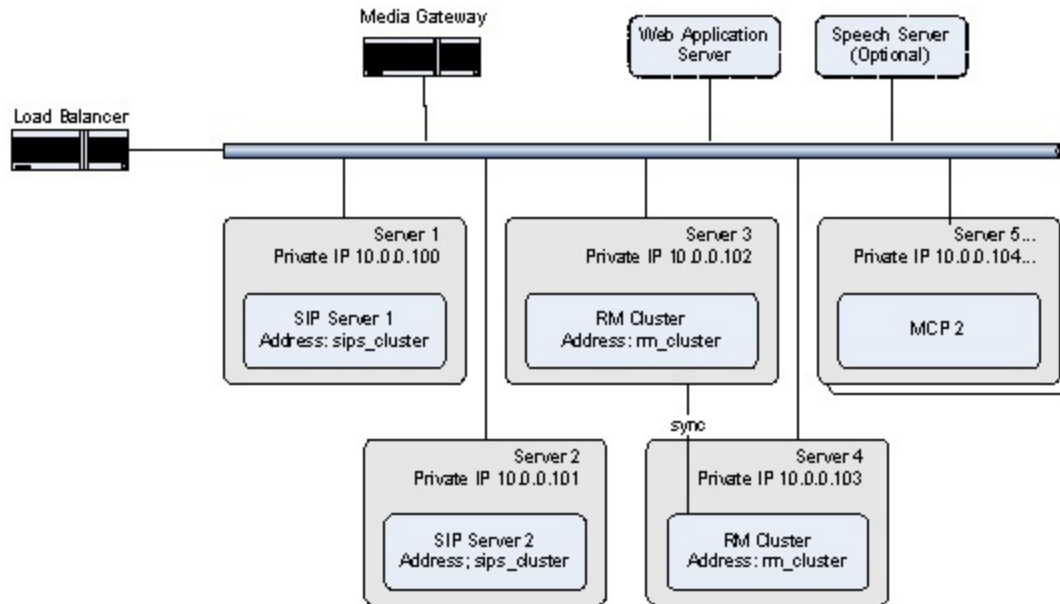 Media Gateway
Web Application
Server
Speech Server
(Optional)
Load Balancer
Server 1
Private IP 10.0.0.100
SIP Server 1
Address: sips_cluster
Server 3
Private IP 10.0.0.102
RM Cluster
Address: rm_cluster
Server 5...
Private IP 10.0.0.104...
MCP 2
sync
Server 2
Private IP 10.0.0.101
SIP Server 2
Address; sips_cluster
Server 4
Private IP 10.0.0.103
RM Cluster
Address: rm_cluster